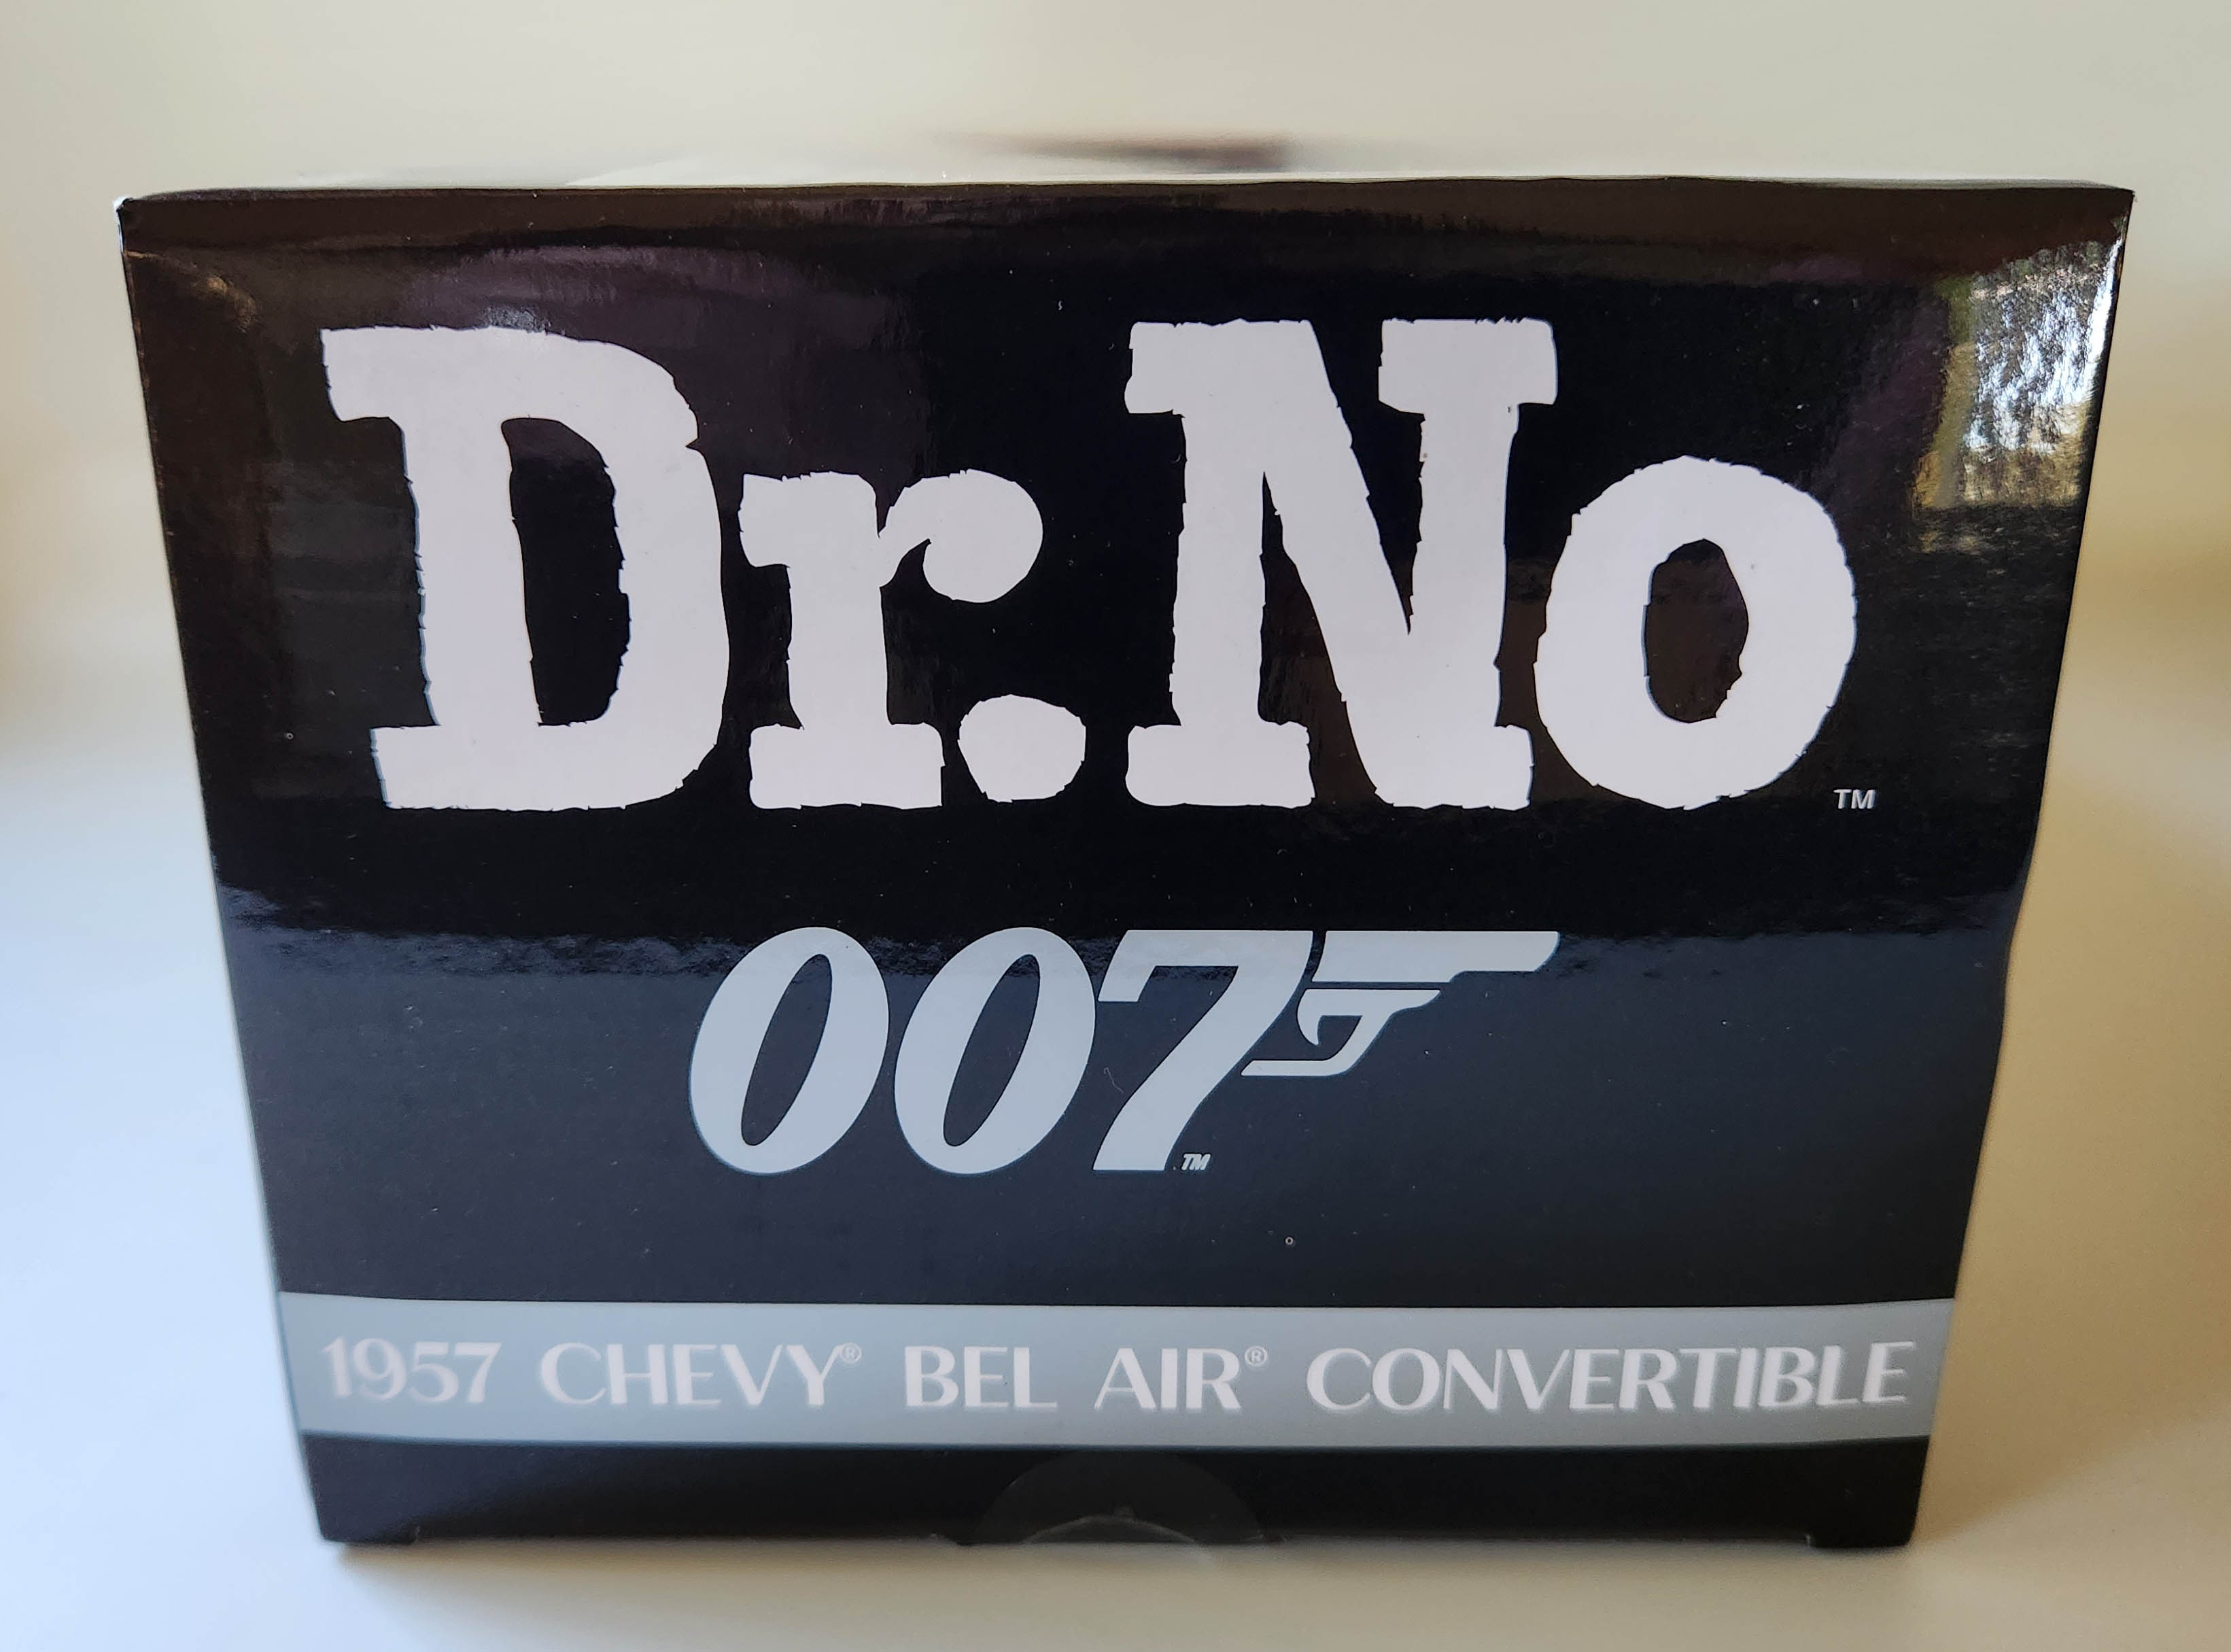 Dr. No™
007™
1957 CHEVY® BEL AIR® CONVERTIBLE